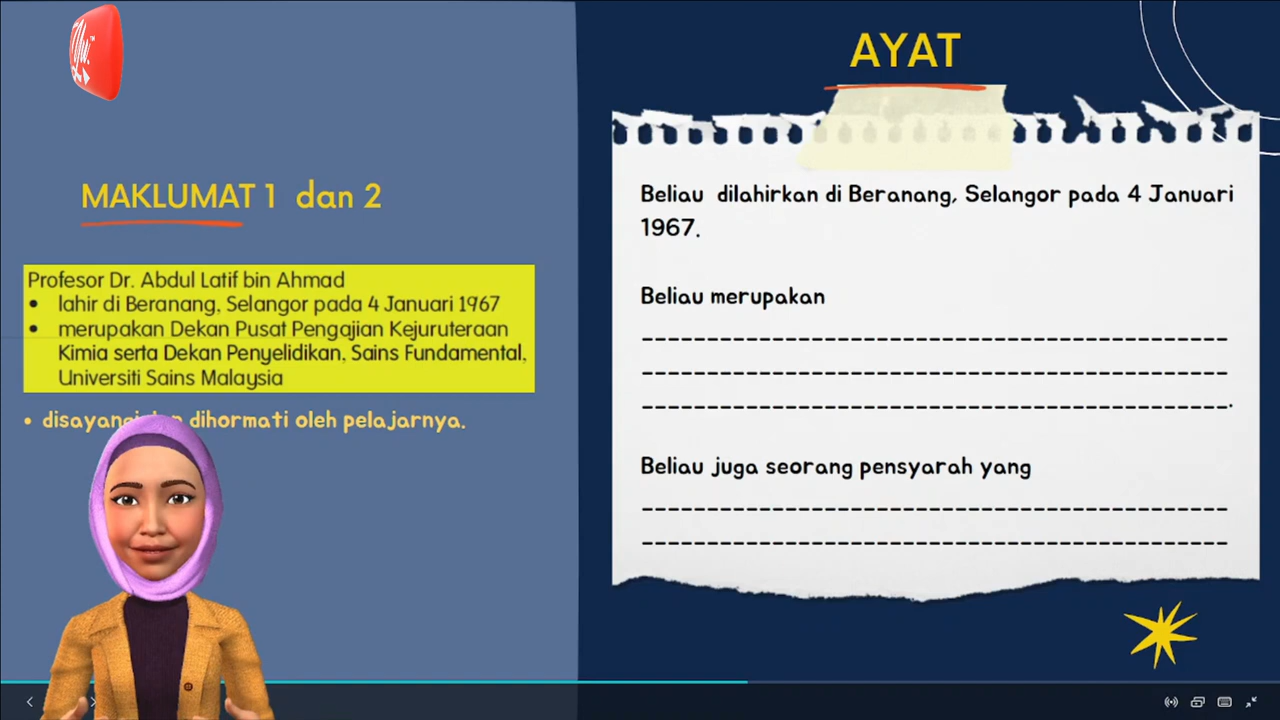 MAKLUMAT 1 dan 2
Profesor Dr. Abdul Latif bin Ahmad
• lahir di Beranang, Selangor pada 4 Januari 1967
• merupakan Dekan Pusat Pengajian Kejuruteraan
Kimia serta Dekan Penyelidikan, Sains Fundamental,
Universiti Sains Malaysia
• dihormati oleh pelajarnya.
AYAT
Beliau dilahirkan di Beranang, Selangor pada 4 Januari
1967.
Beliau merupakan
---------------------------------------------
---------------------------------------------
---------------------------------------------.
Beliau juga seorang pensyarah yang
---------------------------------------------
---------------------------------------------